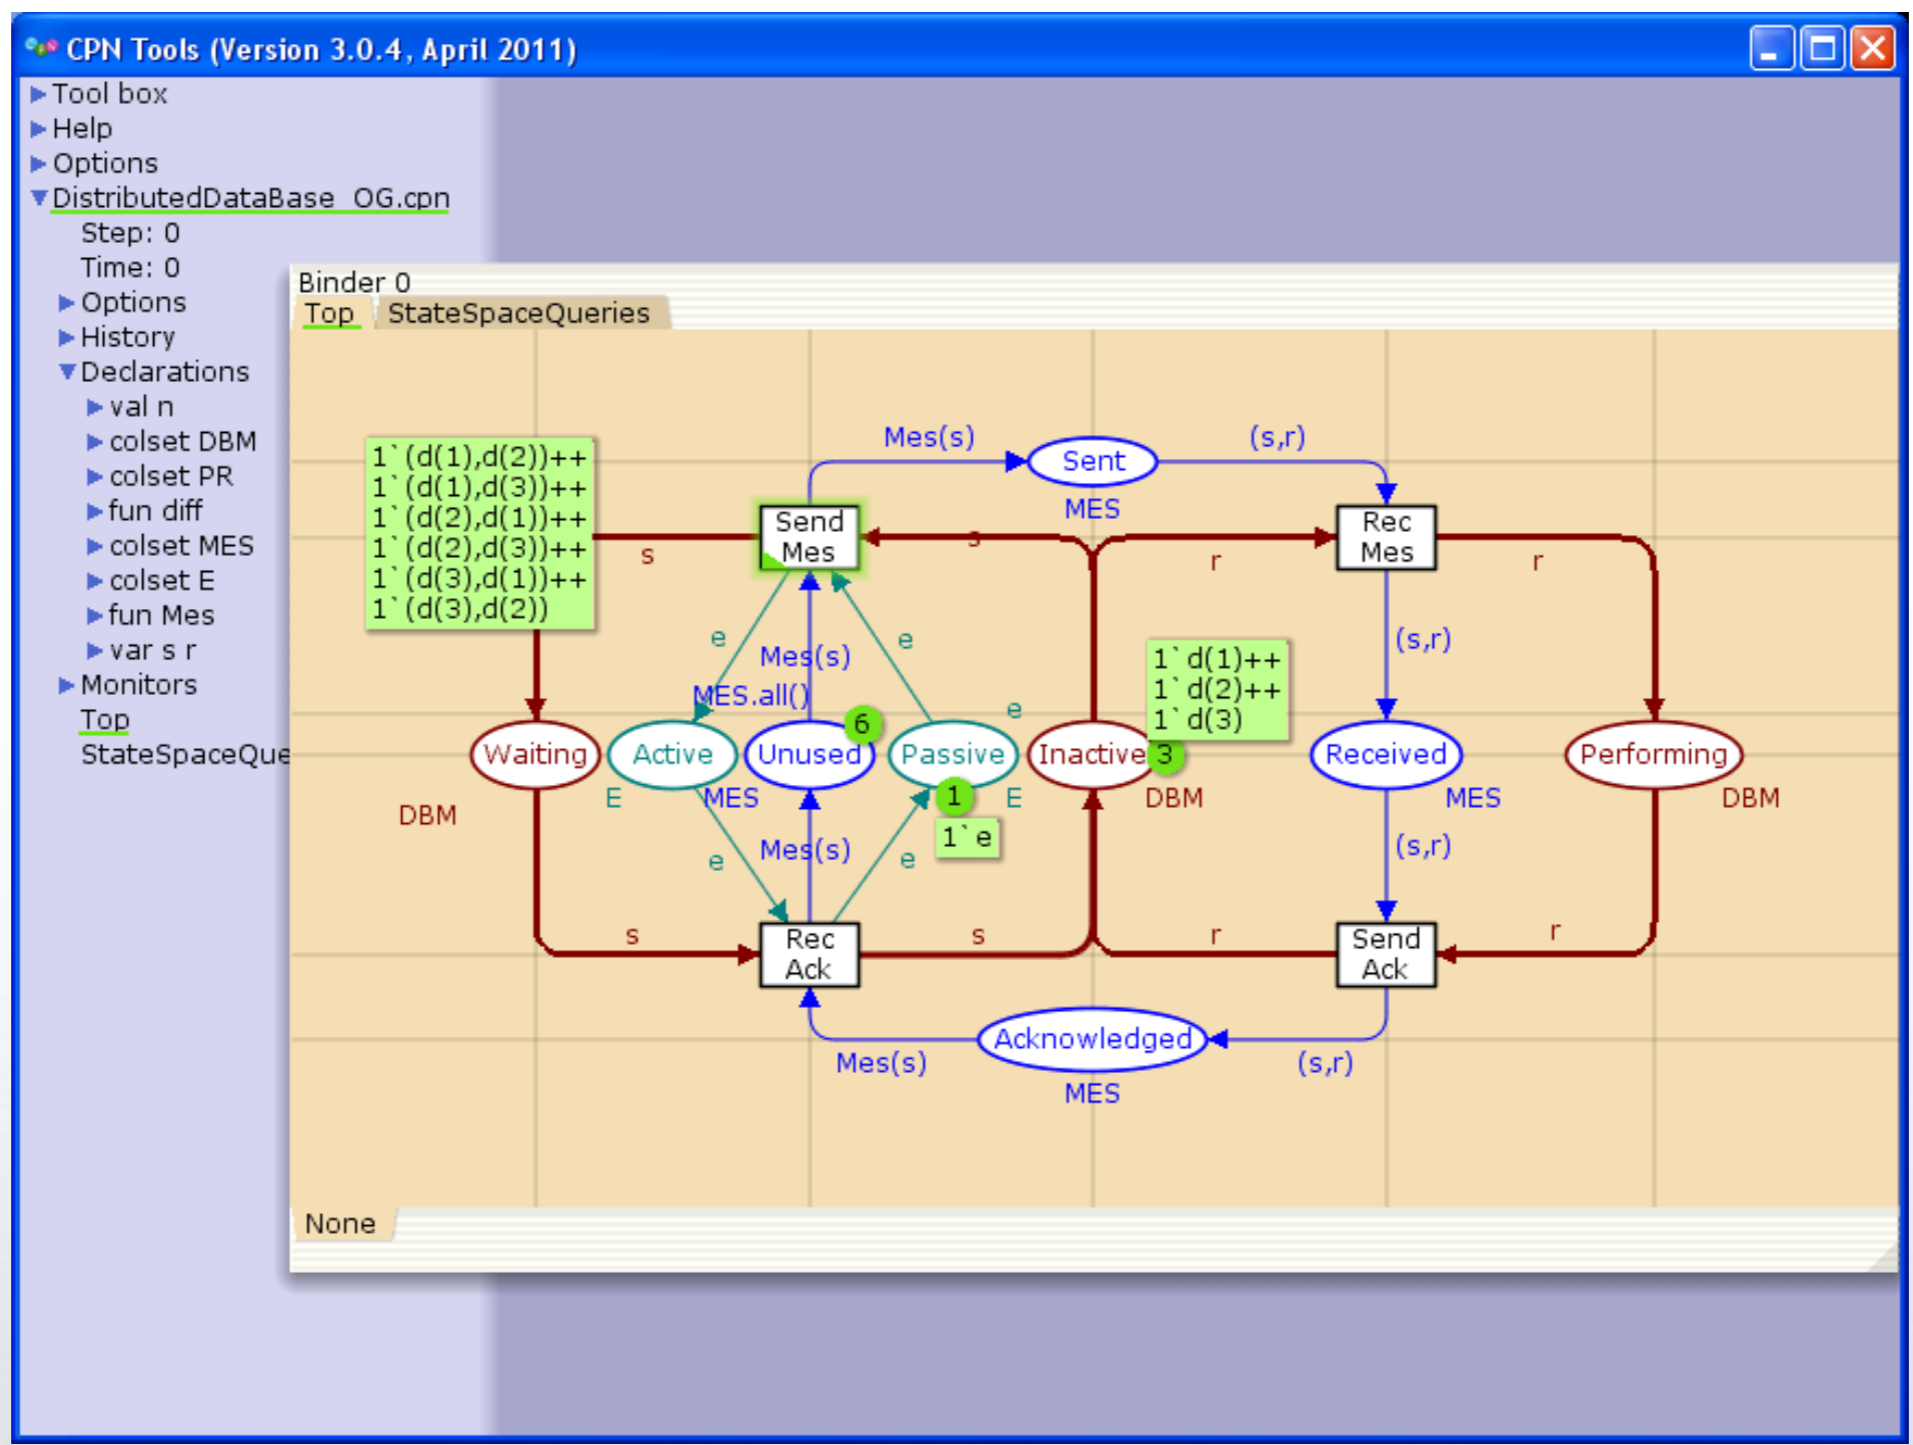 CPN Tools (Version 3.0.4, April 2011)
Tool box
Help
Options
DistributedDataBase_OG.cpn
Step: 0
Time: 0
Options
History
Declarations
val n
colset DBM
colset PR
fun diff
colset MES
colset E
fun Mes
var s r
Monitors
Top
StateSpaceQue
Binder 0
Top StateSpaceQueries
Mes(s)
Sent
(s,r)
MES
1`(d(1),d(2))++
1`(d(1),d(3))++
1`(d(2),d(1))++
1`(d(2),d(3))++
1`(d(3),d(1))++
1`(d(3),d(2))
s
Send
Mes
s
r
Rec
Mes
r
e
Mes(s)
e
(s,r)
MES.all()
e
1`d(1)++
1`d(2)++
1`d(3)
6
3
Waiting
Active
Unused
Passive
Inactive
Received
Performing
DBM
E
MES
1
E
DBM
MES
DBM
1`e
e
Mes(s)
e
(s,r)
s
Rec
Ack
s
r
Send
Ack
r
Acknowledged
Mes(s)
(s,r)
MES
None